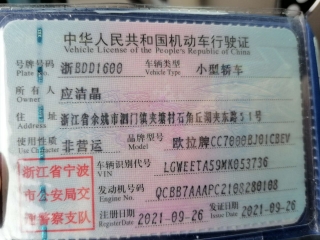 中华人民共和国机动车行驶证
Vehicle License of the People's Republic of China
号牌号码 浙BDD1600 车辆类型 小型轿车
Plate No. Vehicle Type
所有人 应洁晶
Owner
住址 浙江省余姚市泗门镇夹塘村石角丘园夹东路51号
Address
使用性质 非营运 品牌型号 欧拉牌CC7000BJ01CBEV
Use Character Model
浙江省宁波 车辆识别代号 LGWEETA59MK053736
VIN
市公安局交 发动机号码 QCBB7AAAPC2108280108
Engine No.
通警察支队 注册日期 2021-09-26 发证日期 2021-09-26
Register Date Issue Date